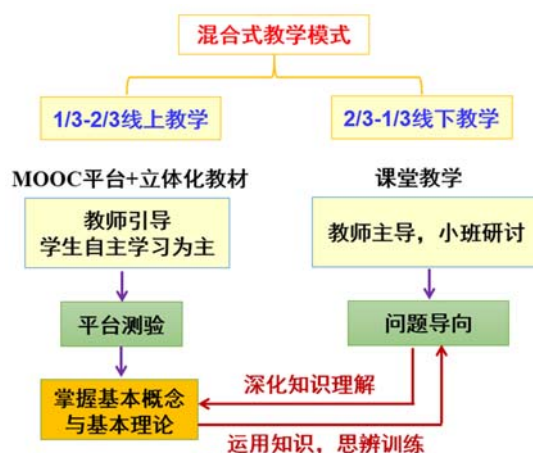 混合式教学模式
1/3-2/3线上教学
2/3-1/3线下教学
MOOC平台+立体化教材
课堂教学
教师引导
学生自主学习为主
教师主导，小班研讨
平台测验
问题导向
深化知识理解
掌握基本概念
与基本理论
运用知识，思辨训练